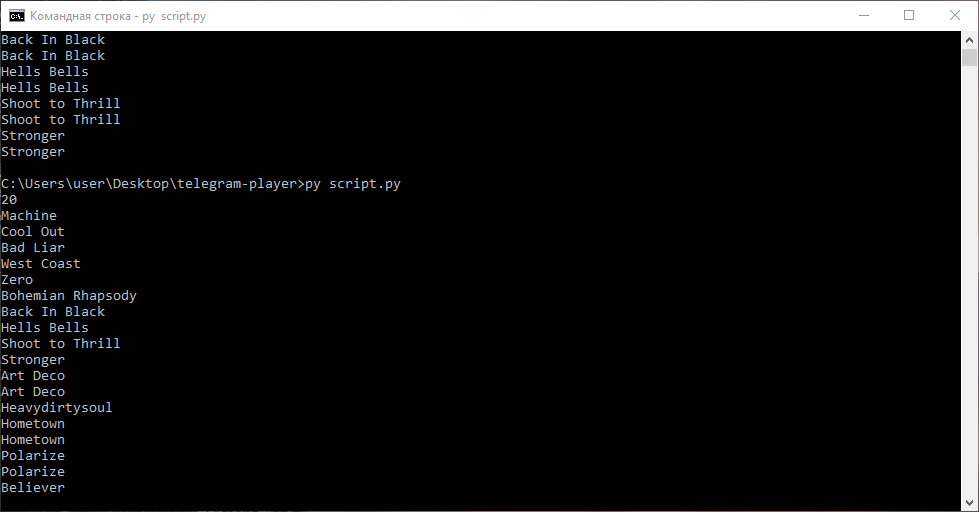 Командная строка - py script.py
Back In Black
Back In Black
Hells Bells
Hells Bells
Shoot to Thrill
Shoot to Thrill
Stronger
Stronger
C:\Users\user\Desktop\telegram-player>py script.py
20
Machine
Cool Out
Bad Liar
West Coast
Zero
Bohemian Rhapsody
Back In Black
Hells Bells
Shoot to Thrill
Stronger
Art Deco
Art Deco
Heavydirtysoul
Hometown
Hometown
Polarize
Polarize
Believer